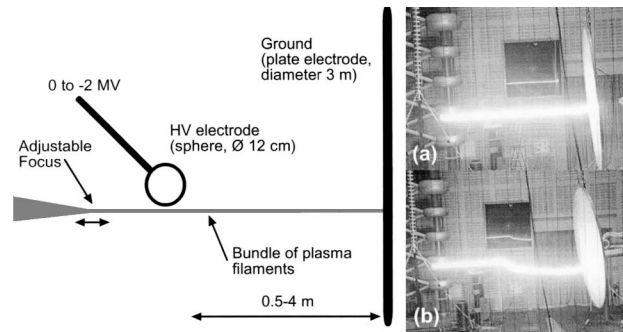 Ground
(plate electrode,
diameter 3 m)
0 to -2 MV
HV electrode
(sphere, Ø 12 cm)
Adjustable
Focus
Bundle of plasma
filaments
0.5-4 m
(a)
(b)